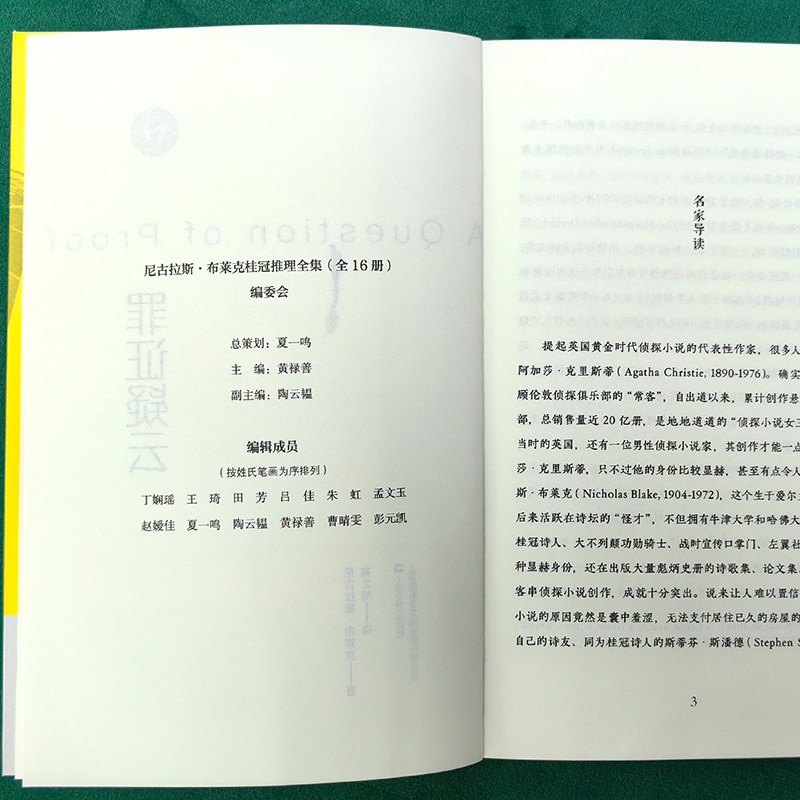 尼古拉斯·布莱克桂冠推理全集（全16册）
编委会
总策划：夏一鸣
主 编：黄禄善
副主编：陶云韫
编辑成员
（按姓氏笔画为序排列）
丁娴瑶 王 琦 田 芳 吕 佳 朱 虹 孟文玉
赵嫒佳 夏一鸣 陶云韫 黄禄善 曹晴雯 彭元凯
A Question of Proof
罪证疑云
名家导读
提起英国黄金时代侦探小说的代表性作家，很多人
阿加莎·克里斯蒂（Agatha Christie, 1890-1976）。确实
顾伦敦侦探俱乐部的“常客”，自出道以来，累计创作悬
部，总销售量近20亿册，是地地道道的“侦探小说女王
当时的英国，还有一位男性侦探小说家，其创作才能一点
莎·克里斯蒂，只不过他的身份比较显赫，甚至有点令人
斯·布莱克（Nicholas Blake, 1904-1972），这个生于爱尔
后来活跃在诗坛的“怪才”，不但拥有牛津大学和哈佛大
桂冠诗人、大不列颠功勋骑士、战时宣传口掌门、左翼社
种显赫身份，还在出版大量彪炳史册的诗歌集、论文集
客串侦探小说创作，成就十分突出。说来让人难以置信
小说的原因竟然是囊中羞涩，无法支付居住已久的房屋的
自己的诗友、同为桂冠诗人的斯蒂芬·斯潘德（Stephen S
3